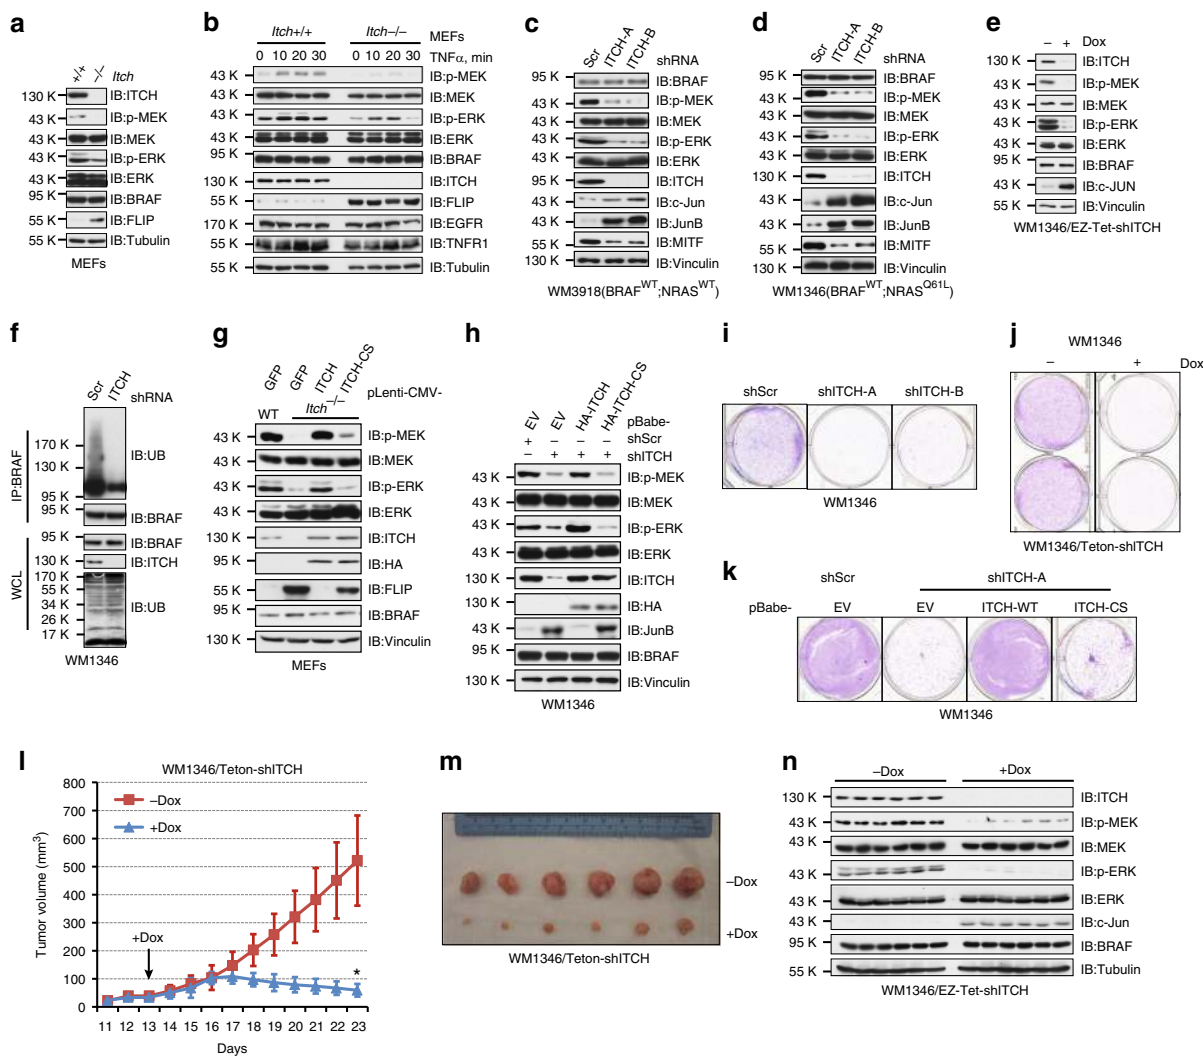 a
+/+ −/− Itch
130 K IB:ITCH
43 K IB:p-MEK
43 K IB:MEK
43 K IB:p-ERK
43 K IB:ERK
95 K IB:BRAF
55 K IB:FLIP
55 K IB:Tubulin
MEFs
b
Itch+/+ Itch−/− MEFs
0 10 20 30 0 10 20 30 TNFα, min
43 K IB:p-MEK
43 K IB:MEK
43 K IB:p-ERK
43 K IB:ERK
95 K IB:BRAF
130 K IB:ITCH
55 K IB:FLIP
170 K IB:EGFR
55 K IB:TNFR1
55 K IB:Tubulin
c
Scr ITCH-A ITCH-B shRNA
95 K IB:BRAF
43 K IB:p-MEK
43 K IB:MEK
43 K IB:p-ERK
43 K IB:ERK
95 K IB:ITCH
43 K IB:c-Jun
43 K IB:JunB
55 K IB:MITF
130 K IB:Vinculin
WM3918(BRAF^WT;NRAS^WT)
d
Scr ITCH-A ITCH-B shRNA
95 K IB:BRAF
43 K IB:p-MEK
43 K IB:MEK
43 K IB:p-ERK
43 K IB:ERK
130 K IB:ITCH
43 K IB:c-Jun
43 K IB:JunB
55 K IB:MITF
130 K IB:Vinculin
WM1346(BRAF^WT;NRAS^Q61L)
e
– + Dox
130 K IB:ITCH
43 K IB:p-MEK
43 K IB:MEK
43 K IB:p-ERK
43 K IB:ERK
95 K IB:BRAF
43 K IB:c-JUN
55 K IB:Vinculin
WM1346/EZ-Tet-shITCH
f
Scr ITCH shRNA
IP:BRAF
170 K
130 K
95 K
IB:UB
95 K IB:BRAF
WCL
95 K IB:BRAF
130 K IB:ITCH
170 K
55 K
34 K
26 K
17 K
IB:UB
WM1346
g
GFP GFP ITCH ITCH-CS pLenti-CMV-
WT Itch−/−
43 K IB:p-MEK
43 K IB:MEK
43 K IB:p-ERK
43 K IB:ERK
130 K IB:ITCH
95 K IB:HA
55 K IB:FLIP
95 K IB:BRAF
130 K IB:Vinculin
MEFs
h
EV EV HA-ITCH HA-ITCH-CS pBabe-
+ – – – shScr
– + + + shITCH
43 K IB:p-MEK
43 K IB:MEK
43 K IB:p-ERK
43 K IB:ERK
130 K IB:ITCH
130 K IB:HA
43 K IB:JunB
95 K IB:BRAF
130 K IB:Vinculin
WM1346
i
shScr shITCH-A shITCH-B
WM1346
j
WM1346
– + Dox
WM1346/Teton-shITCH
k
shScr shITCH-A
pBabe- EV EV ITCH-WT ITCH-CS
WM1346
l
WM1346/Teton-shITCH
–Dox
+Dox
Tumor volume (mm³)
800
700
600
500
400
300
200
100
0
+Dox
*
11 12 13 14 15 16 17 18 19 20 21 22 23
Days
m
–Dox
+Dox
WM1346/Teton-shITCH
n
–Dox +Dox
130 K IB:ITCH
43 K IB:p-MEK
43 K IB:MEK
43 K IB:p-ERK
43 K IB:ERK
43 K IB:c-Jun
95 K IB:BRAF
55 K IB:Tubulin
WM1346/EZ-Tet-shITCH